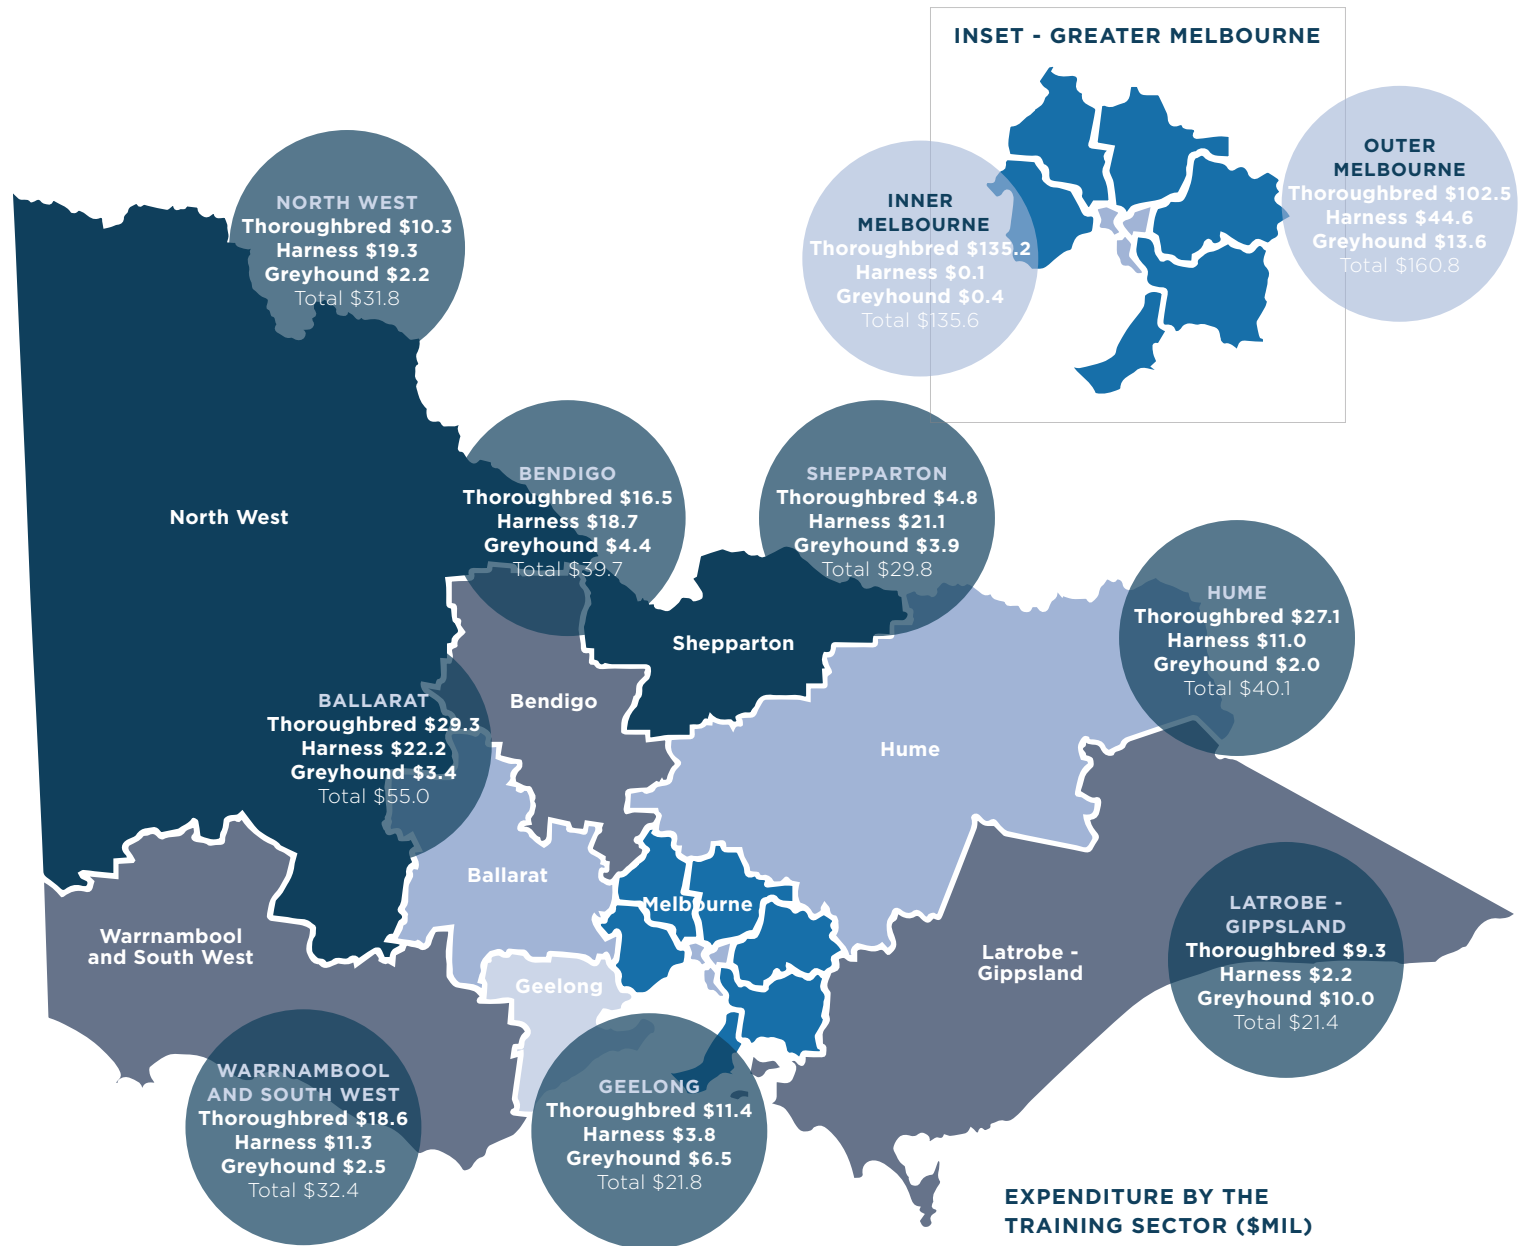 INSET - GREATER MELBOURNE
OUTER
MELBOURNE
Thoroughbred $102.5
Harness $44.6
Greyhound $13.6
Total $160.8
INNER
MELBOURNE
Thoroughbred $135.2
Harness $0.1
Greyhound $0.4
Total $135.6
NORTH WEST
Thoroughbred $10.3
Harness $19.3
Greyhound $2.2
Total $31.8
BENDIGO
Thoroughbred $16.5
Harness $18.7
Greyhound $4.4
Total $39.7
SHEPPARTON
Thoroughbred $4.8
Harness $21.1
Greyhound $3.9
Total $29.8
North West
HUME
Thoroughbred $27.1
Harness $11.0
Greyhound $2.0
Total $40.1
Shepparton
Bendigo
BALLARAT
Thoroughbred $29.3
Harness $22.2
Greyhound $3.4
Total $55.0
Hume
Ballarat
Melbourne
Warrnambool
and South West
Latrobe -
Gippsland
LATROBE -
GIPPSLAND
Thoroughbred $9.3
Harness $2.2
Greyhound $10.0
Total $21.4
Geelong
WARRNAMBOOL
AND SOUTH WEST
Thoroughbred $18.6
Harness $11.3
Greyhound $2.5
Total $32.4
GEELONG
Thoroughbred $11.4
Harness $3.8
Greyhound $6.5
Total $21.8
EXPENDITURE BY THE
TRAINING SECTOR ($MIL)